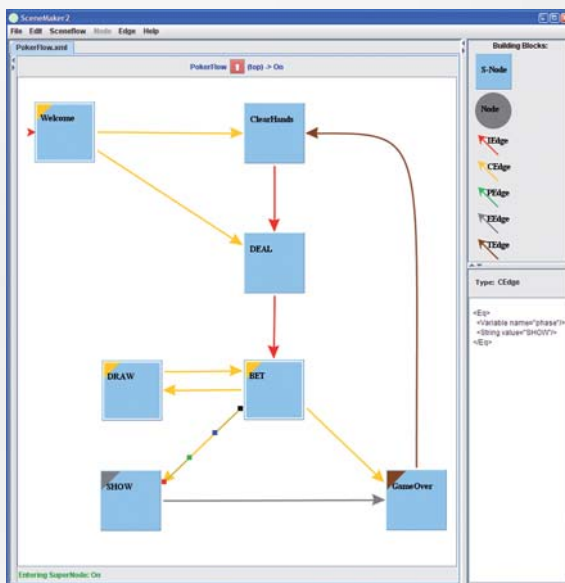 SceneMaker2
File Edit Sceneflow Node Edge Help
PokerFlow.xml
PokerFlow (top) -> On
Welcome
ClearHands
DEAL
DRAW
BET
SHOW
GameOver
Entering SuperNode: On
Building Blocks:
S-Node
Node
IEdge
CEdge
PEdge
EEdge
TEdge
Type: CEdge
<Eq>
<Variable name="phase"/>
<String value="SHOW"/>
</Eq>